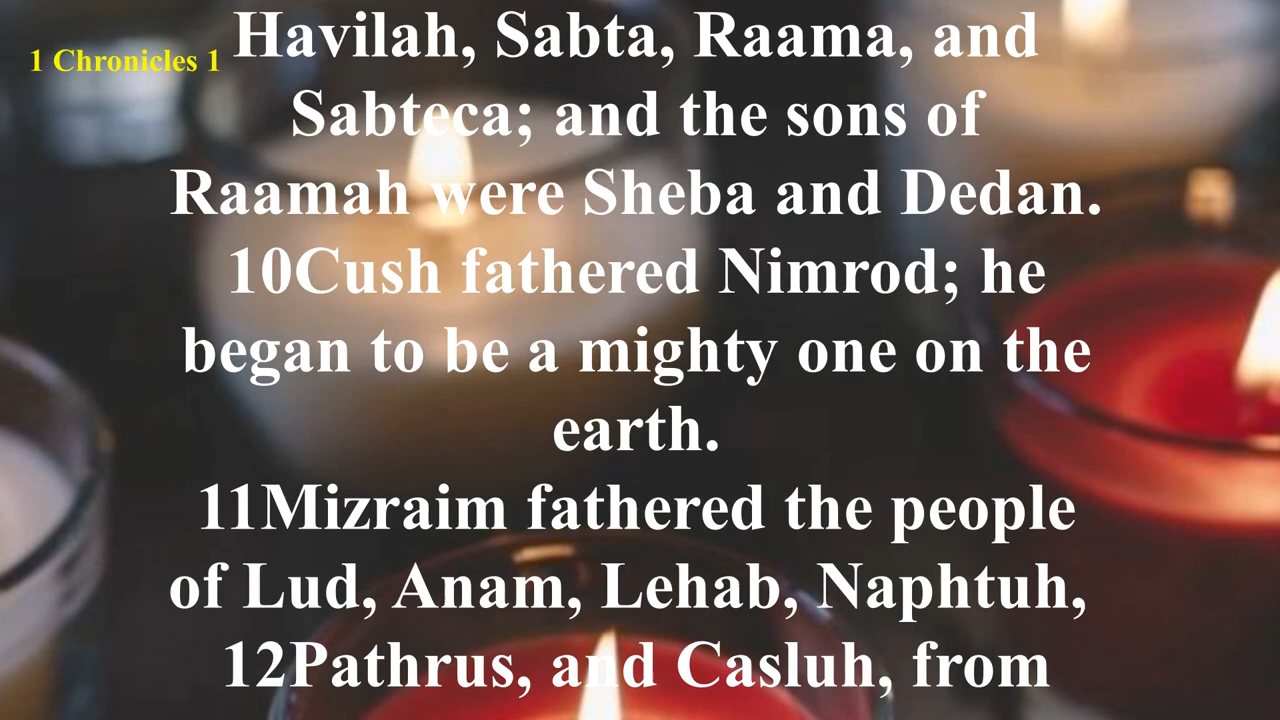 1 Chronicles 1
Havilah, Sabta, Raama, and
Sabteca; and the sons of
Raamah were Sheba and Dedan.
10Cush fathered Nimrod; he
began to be a mighty one on the
earth.
11Mizraim fathered the people
of Lud, Anam, Lehab, Naphtuh,
12Pathrus, and Casluh, from